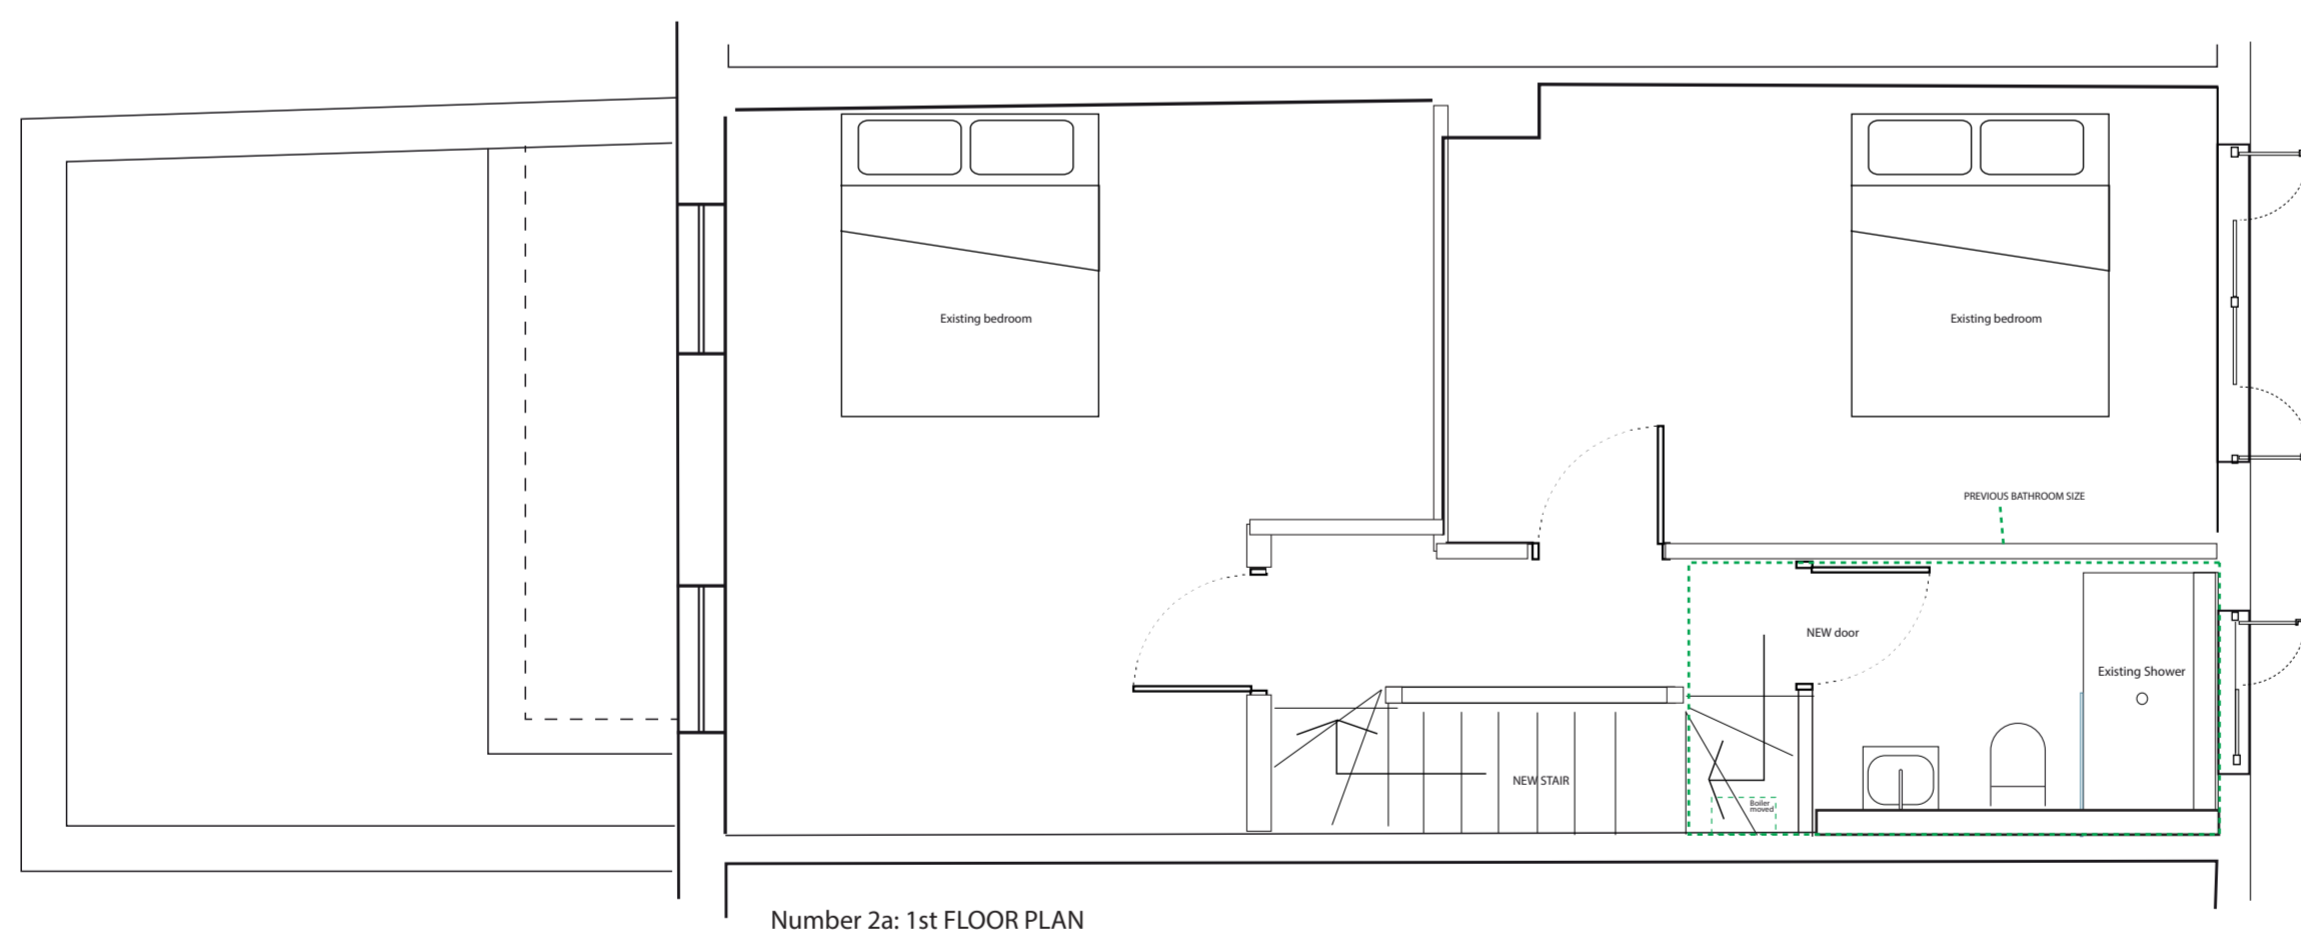 Existing bedroom
Existing bedroom
PREVIOUS BATHROOM SIZE
NEW door
Existing Shower
NEW STAIR
Boiler
moved
Number 2a: 1st FLOOR PLAN